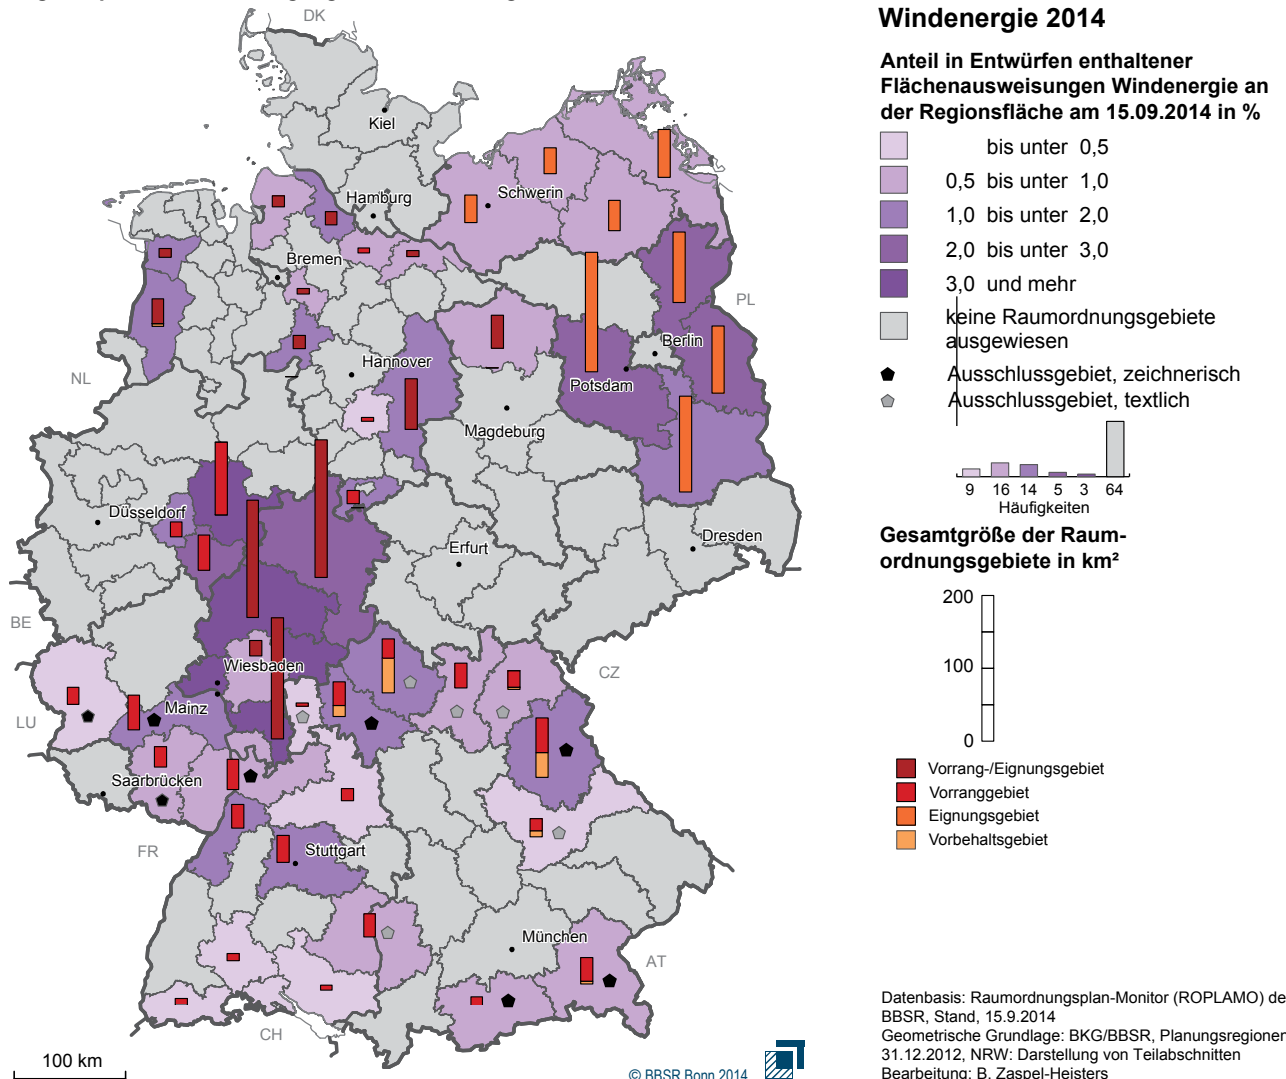 DK
Kiel
Hamburg
Schwerin
Bremen
PL
Berlin
Hannover
NL
Potsdam
Magdeburg
Düsseldorf
Erfurt
Dresden
BE
Wiesbaden
CZ
Mainz
LU
Saarbrücken
FR
Stuttgart
München
AT
CH
100 km
© BBSR Bonn 2014
Windenergie 2014
Anteil in Entwürfen enthaltener
Flächenausweisungen Windenergie an
der Regionsfläche am 15.09.2014 in %
bis unter 0,5
0,5 bis unter 1,0
1,0 bis unter 2,0
2,0 bis unter 3,0
3,0 und mehr
keine Raumordnungsgebiete
ausgewiesen
Ausschlussgebiet, zeichnerisch
Ausschlussgebiet, textlich
9 16 14 5 3 64
Häufigkeiten
Gesamtgröße der Raum-
ordnungsgebiete in km²
200
100
0
Vorrang-/Eignungsgebiet
Vorranggebiet
Eignungsgebiet
Vorbehaltsgebiet
Datenbasis: Raumordnungsplan-Monitor (ROPLAMO) de
BBSR, Stand, 15.9.2014
Geometrische Grundlage: BKG/BBSR, Planungsregionen
31.12.2012, NRW: Darstellung von Teilabschnitten
Bearbeitung: B. Zaspel-Heisters